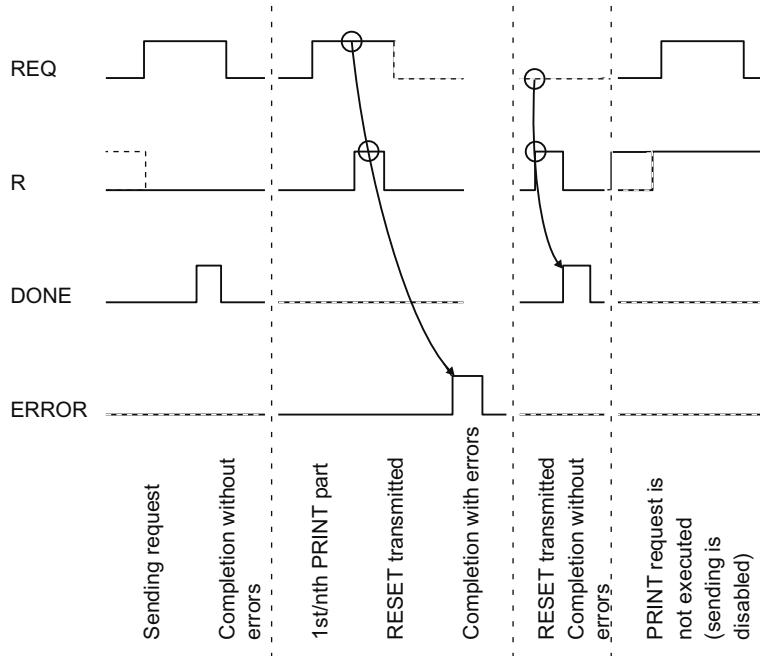 REQ
R
DONE
ERROR
Sending request
Completion without
errors
1st/nth PRINT part
RESET transmitted
Completion with errors
RESET transmitted
Completion without
errors
PRINT request is
not executed
(sending is
disabled)